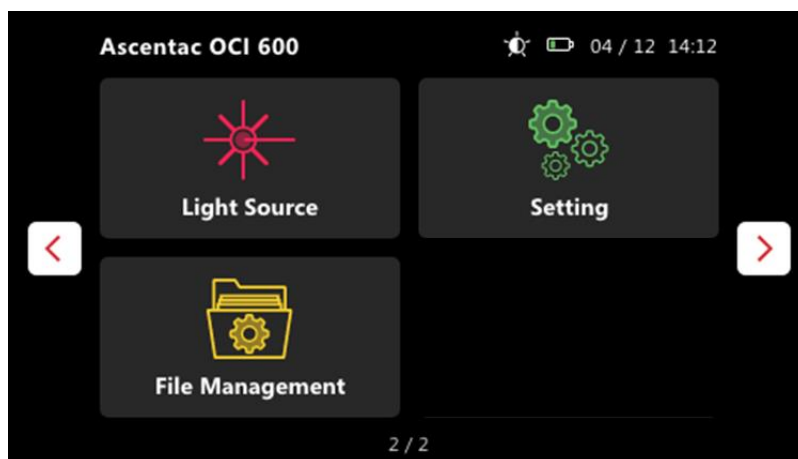 Ascentac OCI 600
04 / 12 14:12
Light Source
Setting
File Management
2 / 2